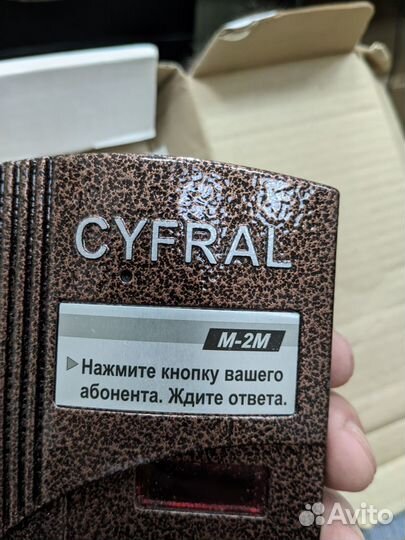 CYFRAL
M-2M
Нажмите кнопку вашего
абонента. Ждите ответа.
Avito